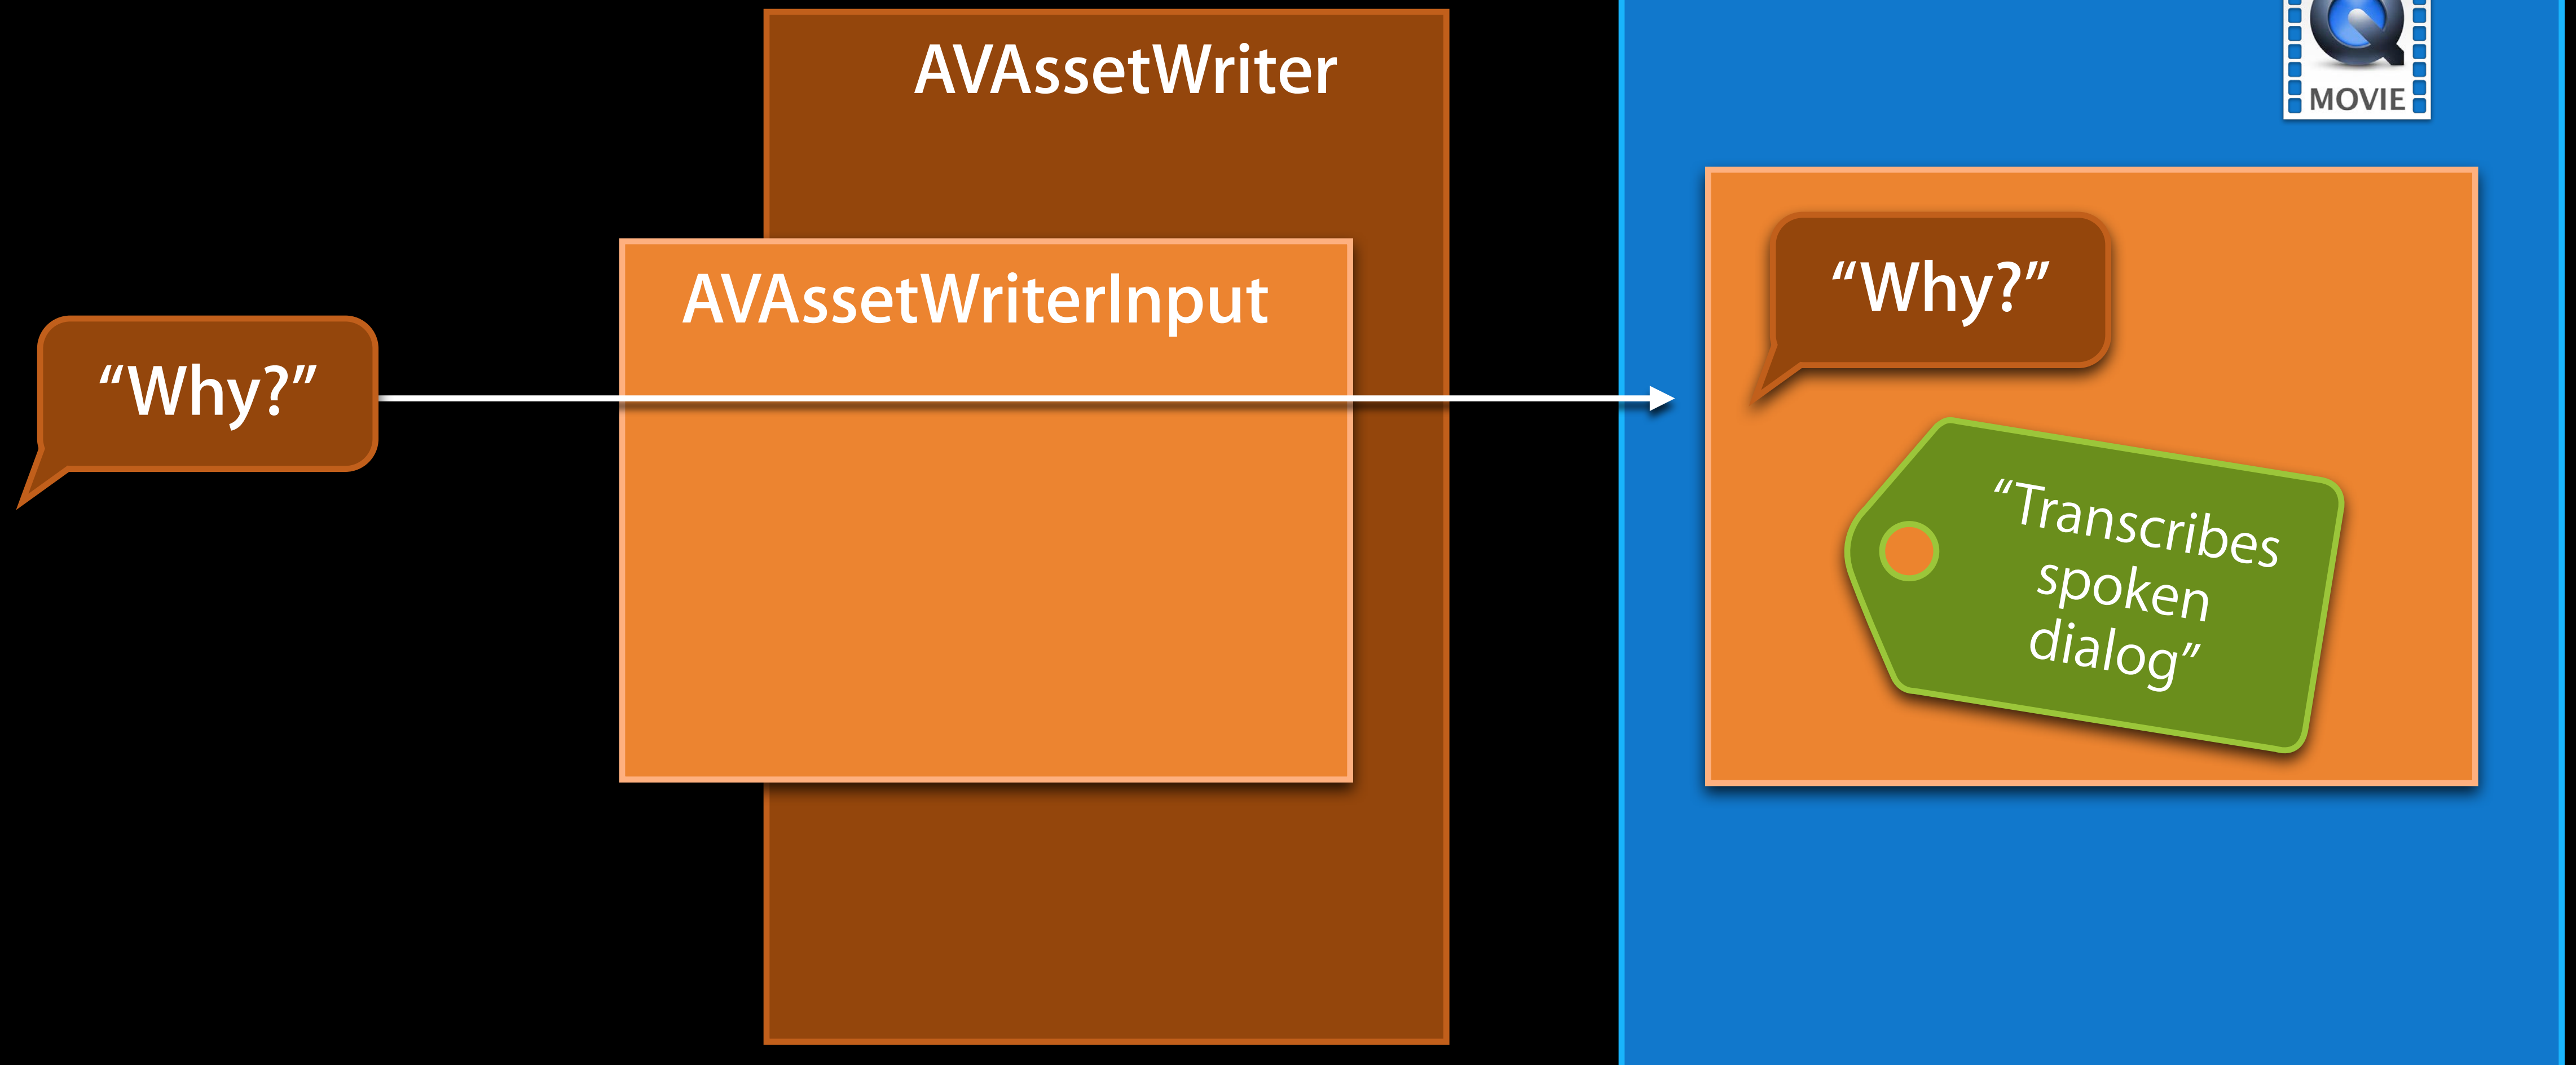 AVAssetWriter
MOVIE
AVAssetWriterInput
“Why?”
“Why?”
“Transcribes
spoken
dialog”